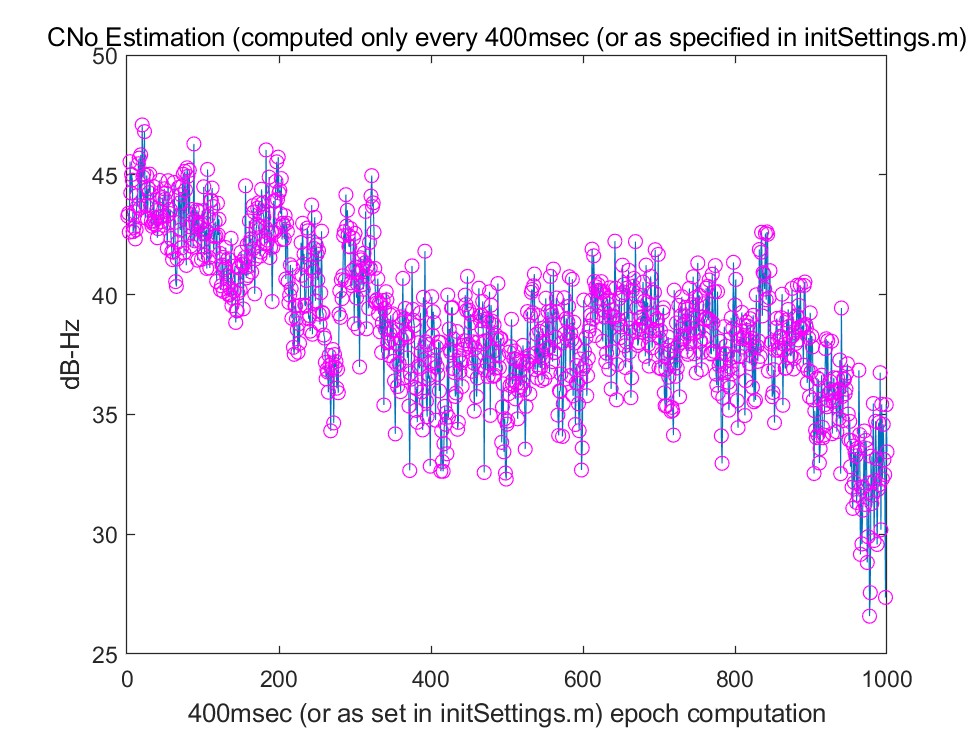 CNo Estimation (computed only every 400msec (or as specified in initSettings.m)
50
45
40
35
30
25
dB-Hz
0 200 400 600 800 1000
400msec (or as set in initSettings.m) epoch computation